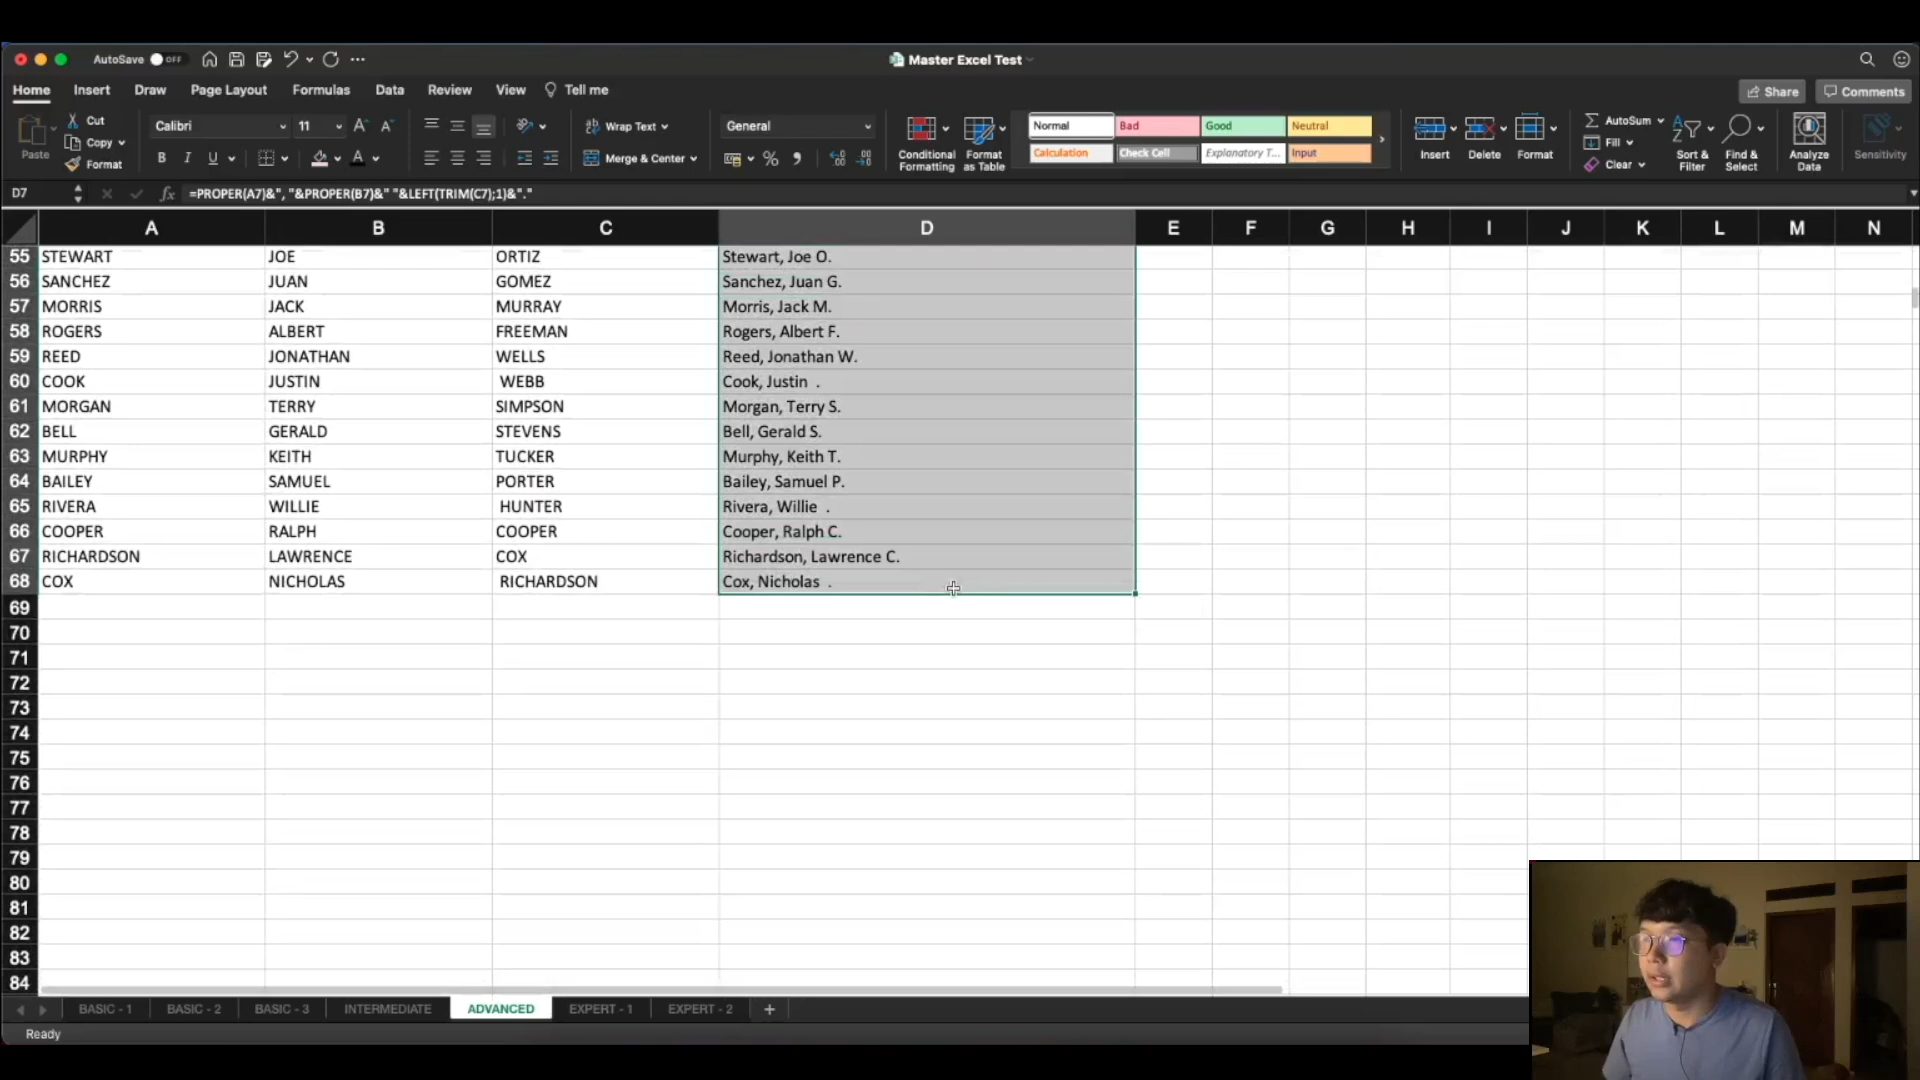 AutoSave OFF
Master Excel Test
Home Insert Draw Page Layout Formulas Data Review View Tell me
Share Comments
Paste
Cut
Copy
Format
Calibri 11
B I U
Wrap Text
Merge & Center
General
Conditional Formatting
Format as Table
Normal Bad Good Neutral
Calculation Check Cell Explanatory T... Input
Insert Delete Format
AutoSum
Fill
Clear
Sort & Filter
Find & Select
Analyze Data
Sensitivity
D7 fx =PROPER(A7)&", "&PROPER(B7)&" "&LEFT(TRIM(C7);1)&"."
A B C D E F G H I J K L M N
55 STEWART JOE ORTIZ Stewart, Joe O.
56 SANCHEZ JUAN GOMEZ Sanchez, Juan G.
57 MORRIS JACK MURRAY Morris, Jack M.
58 ROGERS ALBERT FREEMAN Rogers, Albert F.
59 REED JONATHAN WELLS Reed, Jonathan W.
60 COOK JUSTIN WEBB Cook, Justin  .
61 MORGAN TERRY SIMPSON Morgan, Terry S.
62 BELL GERALD STEVENS Bell, Gerald S.
63 MURPHY KEITH TUCKER Murphy, Keith T.
64 BAILEY SAMUEL PORTER Bailey, Samuel P.
65 RIVERA WILLIE HUNTER Rivera, Willie  .
66 COOPER RALPH COOPER Cooper, Ralph C.
67 RICHARDSON LAWRENCE COX Richardson, Lawrence C.
68 COX NICHOLAS RICHARDSON Cox, Nicholas  .
69
70
71
72
73
74
75
76
77
78
79
80
81
82
83
84
BASIC - 1 BASIC - 2 BASIC - 3 INTERMEDIATE ADVANCED EXPERT - 1 EXPERT - 2 +
Ready